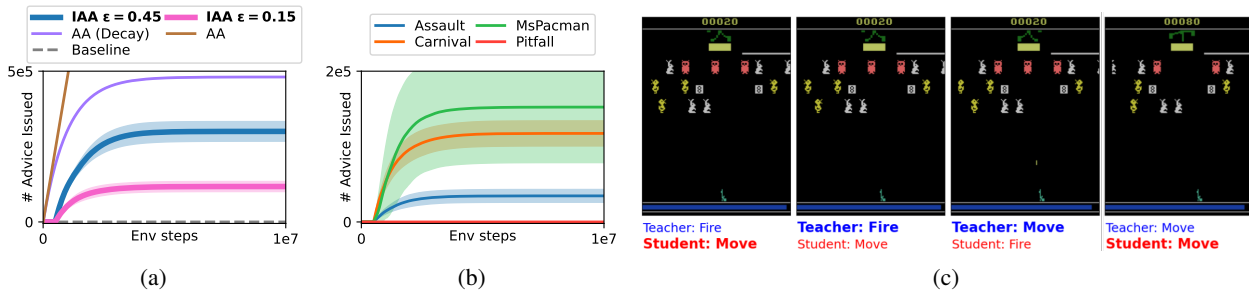 IAA ε = 0.45
IAA ε = 0.15
AA (Decay)
AA
Baseline
5e5
# Advice Issued
0
0
Env steps
1e7
(a)
Assault
MsPacman
Carnival
Pitfall
2e5
# Advice Issued
0
0
Env steps
1e7
(b)
00020
00020
00020
00080
Teacher: Fire
Student: Move
Teacher: Fire
Student: Move
Teacher: Move
Student: Fire
Teacher: Move
Student: Move
(c)